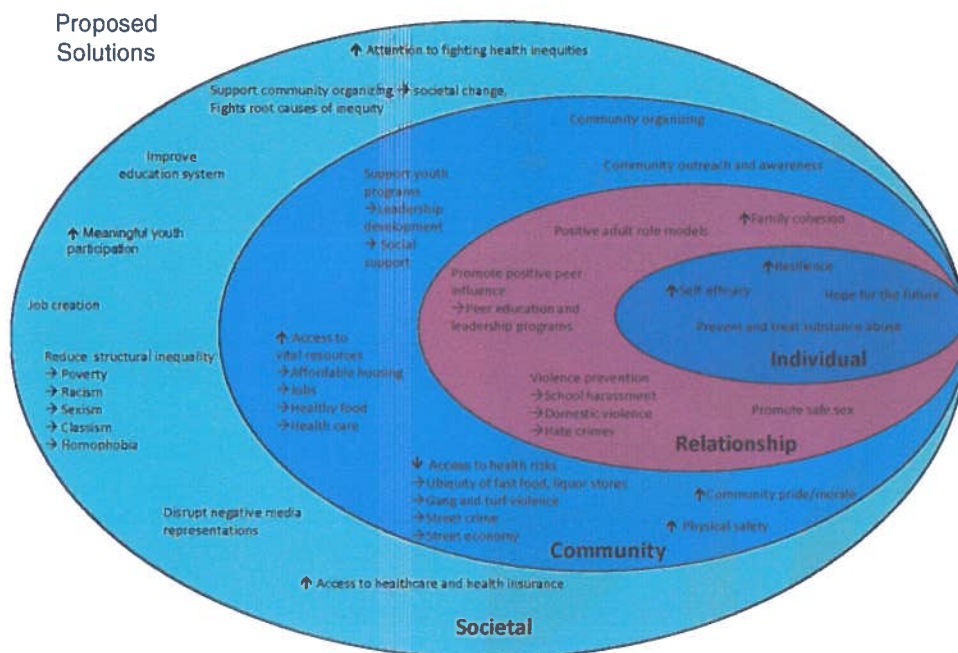 Proposed
Solutions
↑ Attention to fighting health inequities
Support community organizing → societal change,
Fights root causes of inequity
Improve
education system
↑ Meaningful youth
participation
Job creation
Reduce structural inequality
→ Poverty
→ Racism
→ Sexism
→ Classism
→ Homophobia
Disrupt negative media
representations
↑ Access to healthcare and health insurance
Societal
Community organizing
Community outreach and awareness
Support youth
programs
→ Leadership
development
→ Social
support
↑ Access to
vital resources
→ Affordable housing
→ Jobs
→ Healthy food
→ Health care
↓ Access to health risks
→ Ubiquity of fast food, liquor stores
→ Gang and turf violence
→ Street crime
→ Street economy
↑ Community pride/morale
↑ Physical safety
Community
↑ Family cohesion
Positive adult role models
Promote positive peer
influence
→ Peer education and
leadership programs
Violence prevention
→ School harassment
→ Domestic violence
→ Hate crimes
Promote safe sex
Relationship
↑ Resilience
↑ Self efficacy
Hope for the future
Prevent and treat substance abuse
Individual